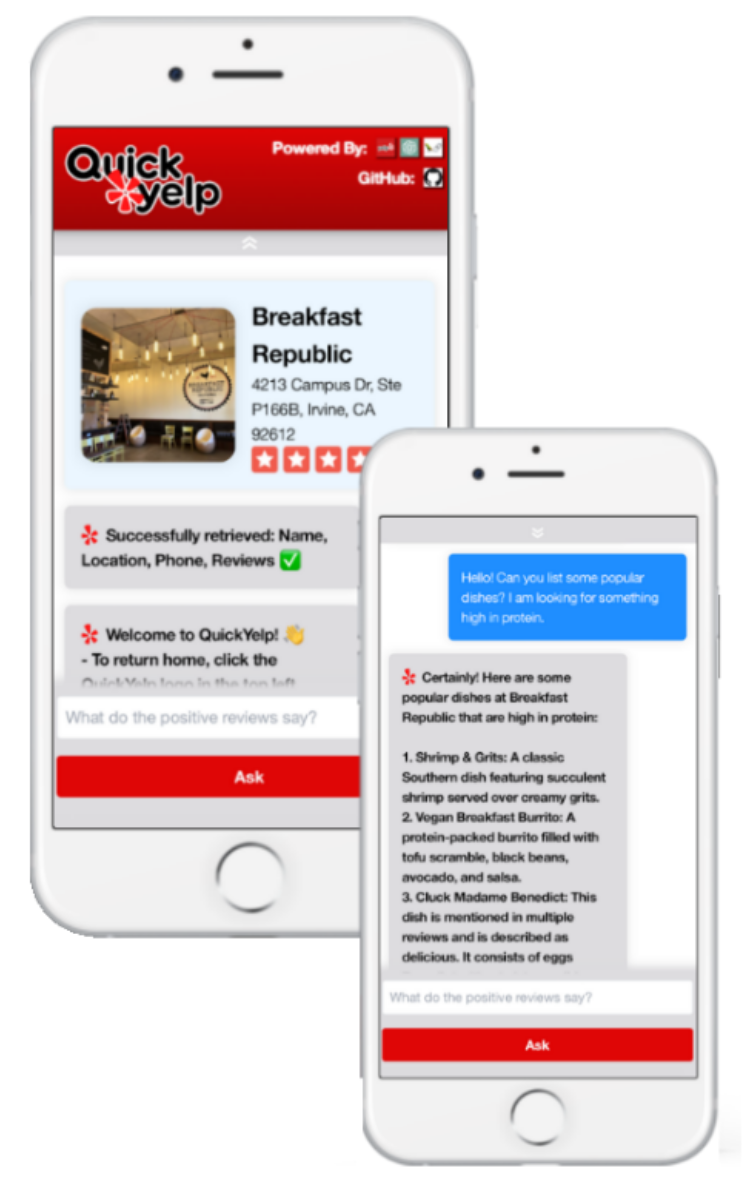 Quick
yelp
Powered By:
GitHub:
Breakfast
Republic
4213 Campus Dr, Ste
P166B, Irvine, CA
92612
Successfully retrieved: Name,
Location, Phone, Reviews ✅
Welcome to QuickYelp! 👋
- To return home, click the
QuickYelp logo in the top left
What do the positive reviews say?
Ask
Hello! Can you list some popular
dishes? I am looking for something
high in protein.
Certainly! Here are some
popular dishes at Breakfast
Republic that are high in protein:
1. Shrimp & Grits: A classic
Southern dish featuring succulent
shrimp served over creamy grits.
2. Vegan Breakfast Burrito: A
protein-packed burrito filled with
tofu scramble, black beans,
avocado, and salsa.
3. Cluck Madame Benedict: This
dish is mentioned in multiple
reviews and is described as
delicious. It consists of eggs
What do the positive reviews say?
Ask